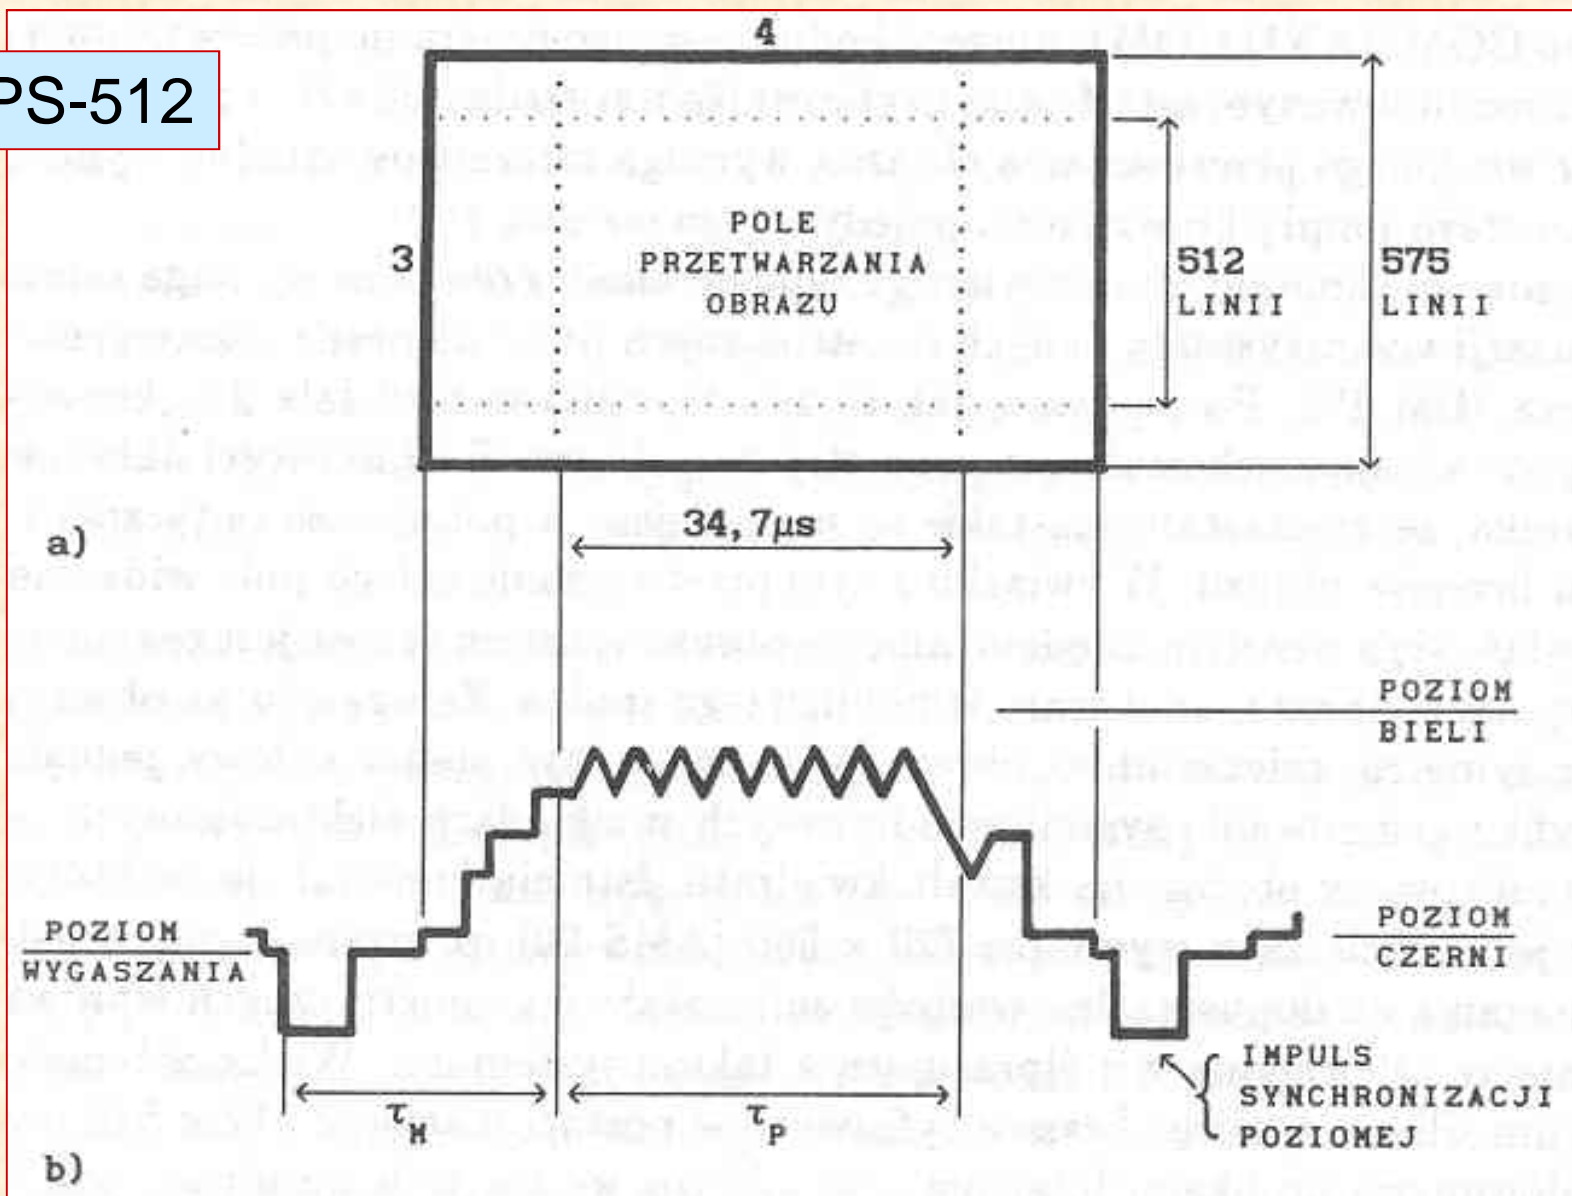 4
PS-512
3
POLE
PRZETWARZANIA
OBRAZU
512
LINII
575
LINII
34,7µs
a)
POZIOM
BIELI
POZIOM
WYGASZANIA
POZIOM
CZERNI
IMPULS
SYNCHRONIZACJI
POZIOMEJ
τM
τP
b)